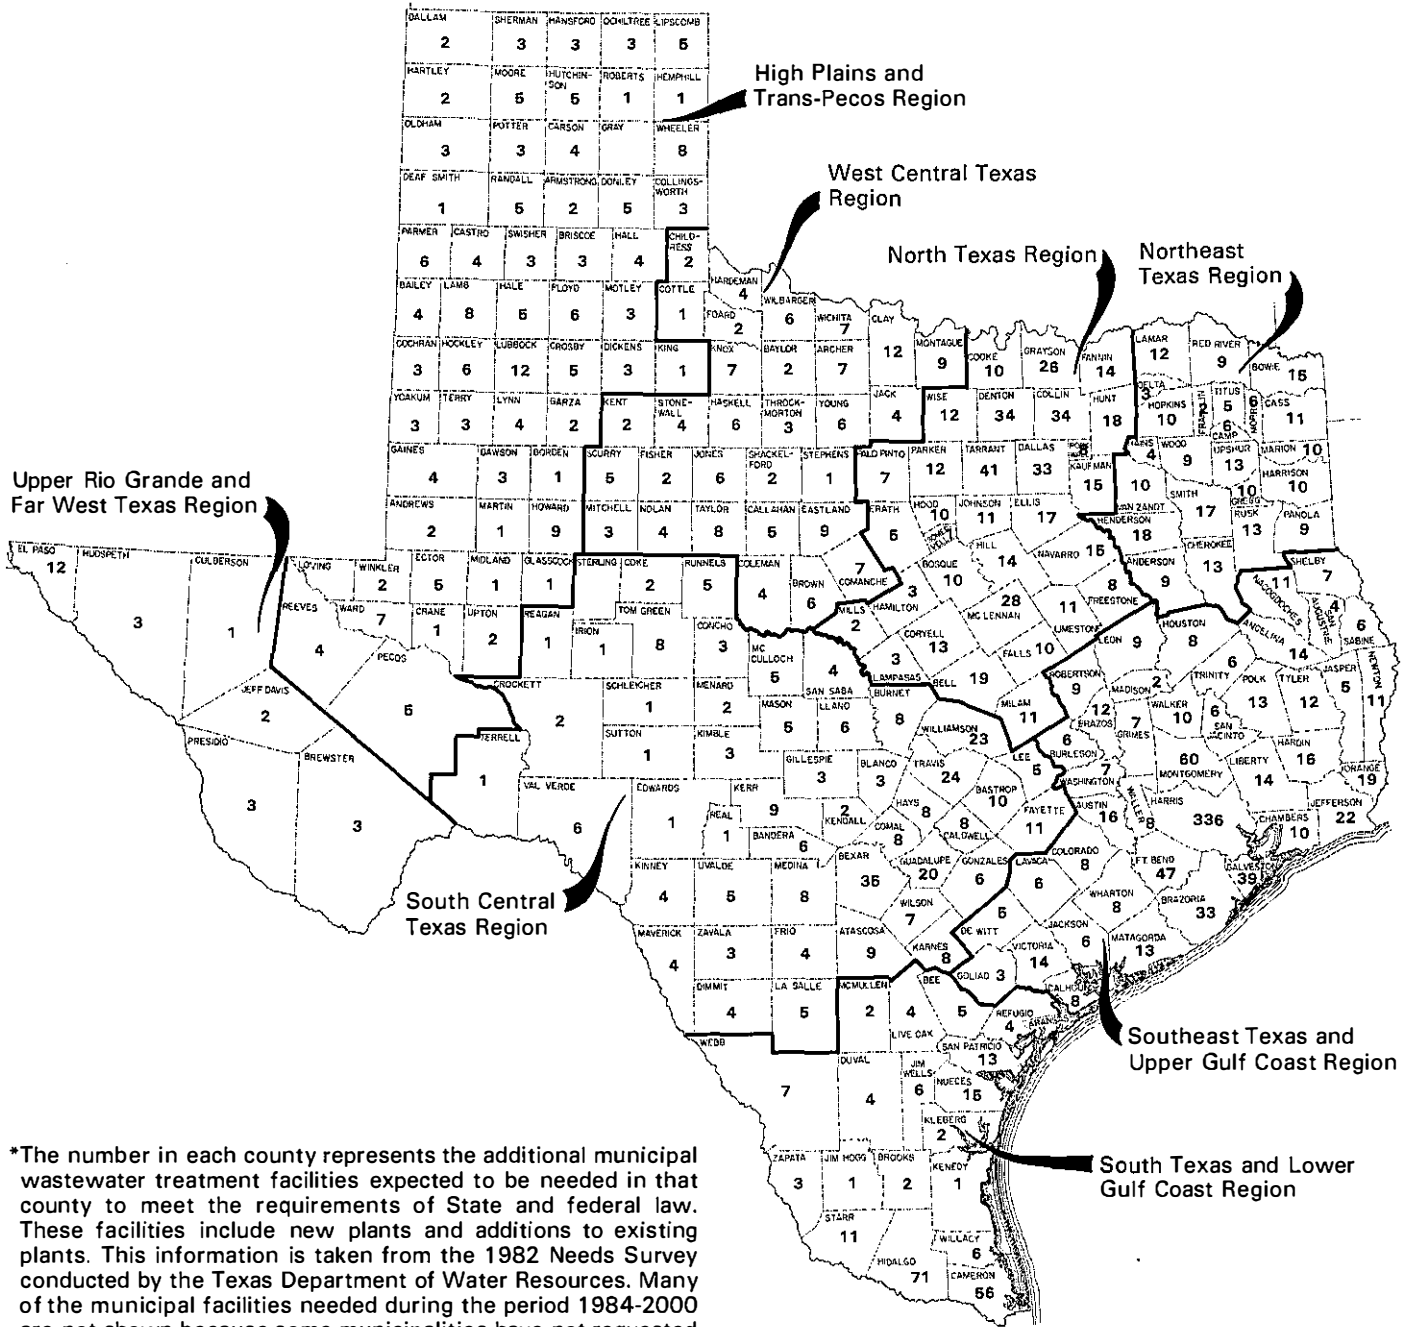 DALLAM SHERMAN HANSFORD OCHILTREE LIPSCOMB
2 3 3 3 5
HARTLEY MOORE HUTCHIN-SON ROBERTS HEMPHILL
2 5 5 1 1
High Plains and
Trans-Pecos Region
OLDHAM POTTER CARSON GRAY WHEELER
3 3 4 8
DEAF SMITH RANDALL ARMSTRONG DONLEY COLLINGS-WORTH
1 5 2 5 3
West Central Texas
Region
PARMER CASTRO SWISHER BRISCOE HALL CHILD-RESS
6 4 3 3 4 2
North Texas Region
Northeast
Texas Region
BAILEY LAMB HALE FLOYD MOTLEY COTTLE
4 8 5 6 3 1
HARDEMAN 4
FOARD 2
WILBARGER 6
WICHITA 7
CLAY 12
MONTAGUE 9
COOKE 10
GRAYSON 26
FANNIN 14
LAMAR 12
RED RIVER 9
BOWIE 15
COCHRAN HOCKLEY LUBBOCK CROSBY DICKENS KING KNOX BAYLOR ARCHER
3 6 12 5 3 1 7 2 7
YOAKUM TERRY LYNN GARZA KENT STONE-WALL HASKELL THROCK-MORTON YOUNG JACK WISE DENTON COLLIN HUNT
3 3 4 2 2 4 6 3 6 4 12 34 34 18
DELTA 3
HOPKINS 10
FRANKLIN
TITUS 5
6
CAMP
MORRIS 6
CASS 11
GAINES DAWSON BORDEN SCURRY FISHER JONES SHACKEL-FORD STEPHENS PALO PINTO PARKER TARRANT DALLAS
4 3 1 5 2 6 2 1 7 12 41 33
8
KAUFMAN 15
RAINS 4
WOOD 9
UPSHUR 13
MARION 10
HARRISON 10
Upper Rio Grande and
Far West Texas Region
ANDREWS MARTIN HOWARD MITCHELL NOLAN TAYLOR CALLAHAN EASTLAND ERATH
2 1 9 3 4 8 5 9 5
HOOD 10
JOHNSON 11
ELLIS 17
VAN ZANDT 10
HENDERSON 18
SMITH 17
GREGG 10
RUSK 13
PANOLA 9
EL PASO HUDSPETH CULBERSON
12 3 1
LOVING
WINKLER 2
ECTOR 5
MIDLAND 1
GLASSCOCK 1
STERLING
COKE 2
RUNNELS 5
COLEMAN 4
BROWN 6
COMANCHE 7
BOSQUE 10
HILL 14
NAVARRO 15
ANDERSON 9
CHEROKEE 13
SHELBY 7
REEVES 4
WARD 7
CRANE 1
UPTON 2
REAGAN 1
IRION 1
TOM GREEN 8
CONCHO 3
MILLS 2
HAMILTON 3
MC LENNAN 28
LIMESTONE 11
FREESTONE 8
NACOGDOCHES 11
SAN AUGUSTINE 4
SABINE 6
JEFF DAVIS 2
PECOS 5
CROCKETT 2
SCHLEICHER 1
MENARD 2
MC CULLOCH 5
SAN SABA 4
LAMPASAS 3
CORYELL 13
BELL 19
FALLS 10
LEON 9
HOUSTON 8
ANGELINA 14
PRESIDIO 3
BREWSTER 3
TERRELL 1
SUTTON 1
KIMBLE 3
MASON 5
LLANO 6
BURNET 8
WILLIAMSON 23
MILAM 11
ROBERTSON 9
MADISON 2
TRINITY 6
POLK 13
TYLER 12
JASPER 5
NEWTON 11
BRAZOS 12
GRIMES 7
WALKER 10
SAN JACINTO 6
VAL VERDE 6
EDWARDS 1
KERR 9
GILLESPIE 3
BLANCO 3
TRAVIS 24
LEE 5
BURLESON 6
WASHINGTON 7
MONTGOMERY 60
LIBERTY 14
HARDIN 16
ORANGE 19
REAL 1
BANDERA 6
KENDALL 2
HAYS 8
COMAL 8
CALDWELL 8
BASTROP 10
FAYETTE 11
AUSTIN 16
WALLER 8
HARRIS 336
CHAMBERS 10
JEFFERSON 22
South Central
Texas Region
KINNEY 4
UVALDE 5
MEDINA 8
BEXAR 35
GUADALUPE 20
GONZALES 6
LAVACA 6
COLORADO 8
FT. BEND 47
GALVESTON 39
MAVERICK 4
ZAVALA 3
FRIO 4
ATASCOSA 9
WILSON 7
KARNES 8
DE WITT 5
WHARTON 8
BRAZORIA 33
JACKSON 6
MATAGORDA 13
DIMMIT 4
LA SALLE 5
MCMULLEN 2
LIVE OAK 4
BEE 5
GOLIAD 3
VICTORIA 14
CALHOUN 8
REFUGIO 4
ARANSAS
Southeast Texas and
Upper Gulf Coast Region
WEBB 7
DUVAL 4
JIM WELLS 6
SAN PATRICIO 13
NUECES 15
KLEBERG 2
South Texas and Lower
Gulf Coast Region
ZAPATA 3
JIM HOGG 1
BROOKS 2
KENEDY 1
STARR 11
HIDALGO 71
WILLACY 6
CAMERON 56
*The number in each county represents the additional municipal
wastewater treatment facilities expected to be needed in that
county to meet the requirements of State and federal law.
These facilities include new plants and additions to existing
plants. This information is taken from the 1982 Needs Survey
conducted by the Texas Department of Water Resources. Many
of the municipal facilities needed during the period 1984-2000
are not shown because some municipalities have not requested